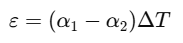 ε = (α₁ − α₂)ΔT